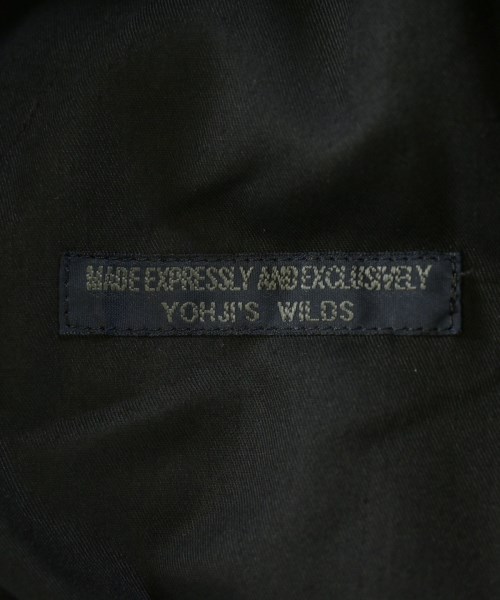 MADE EXPRESSLY AND EXCLUSIVELY
YOHJI'S WILDS